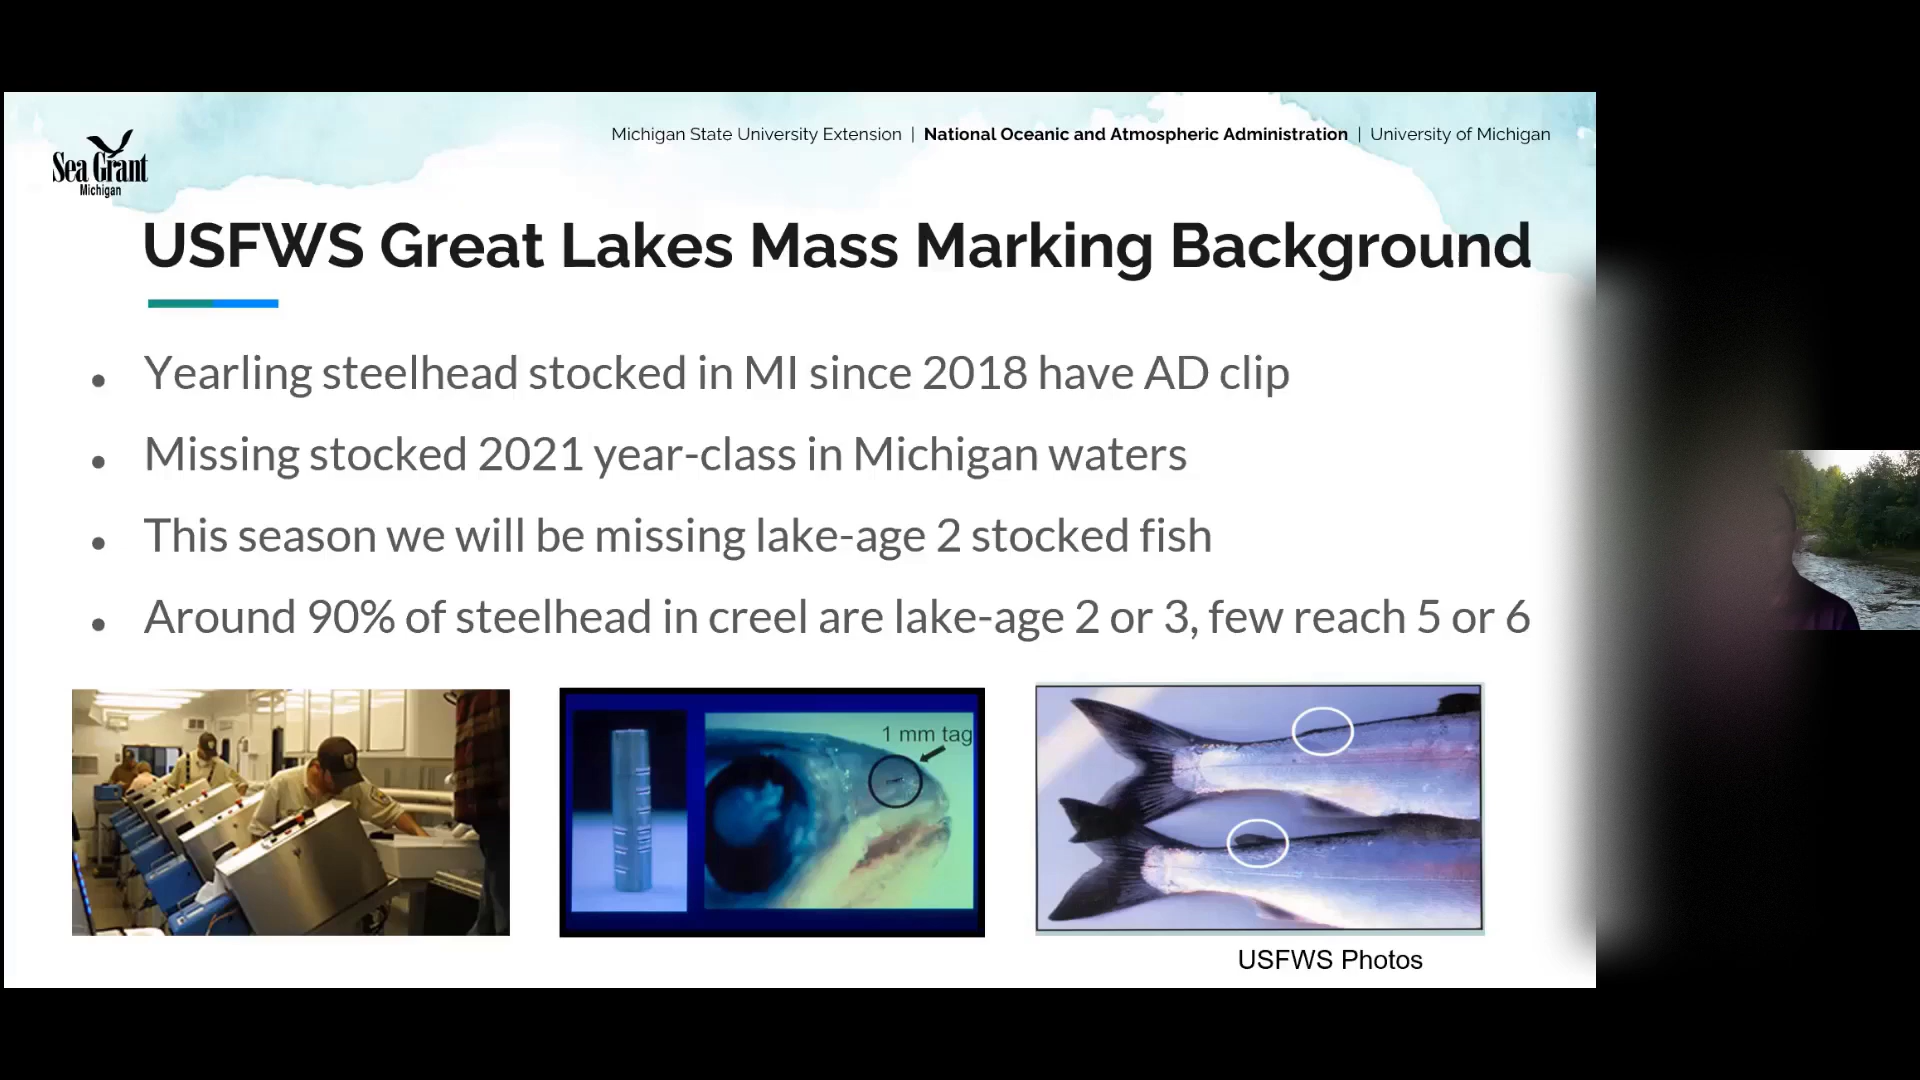 Sea Grant
Michigan
Michigan State University Extension | National Oceanic and Atmospheric Administration | University of Michigan
USFWS Great Lakes Mass Marking Background
• Yearling steelhead stocked in MI since 2018 have AD clip
• Missing stocked 2021 year-class in Michigan waters
• This season we will be missing lake-age 2 stocked fish
• Around 90% of steelhead in creel are lake-age 2 or 3, few reach 5 or 6
1 mm tag
USFWS Photos